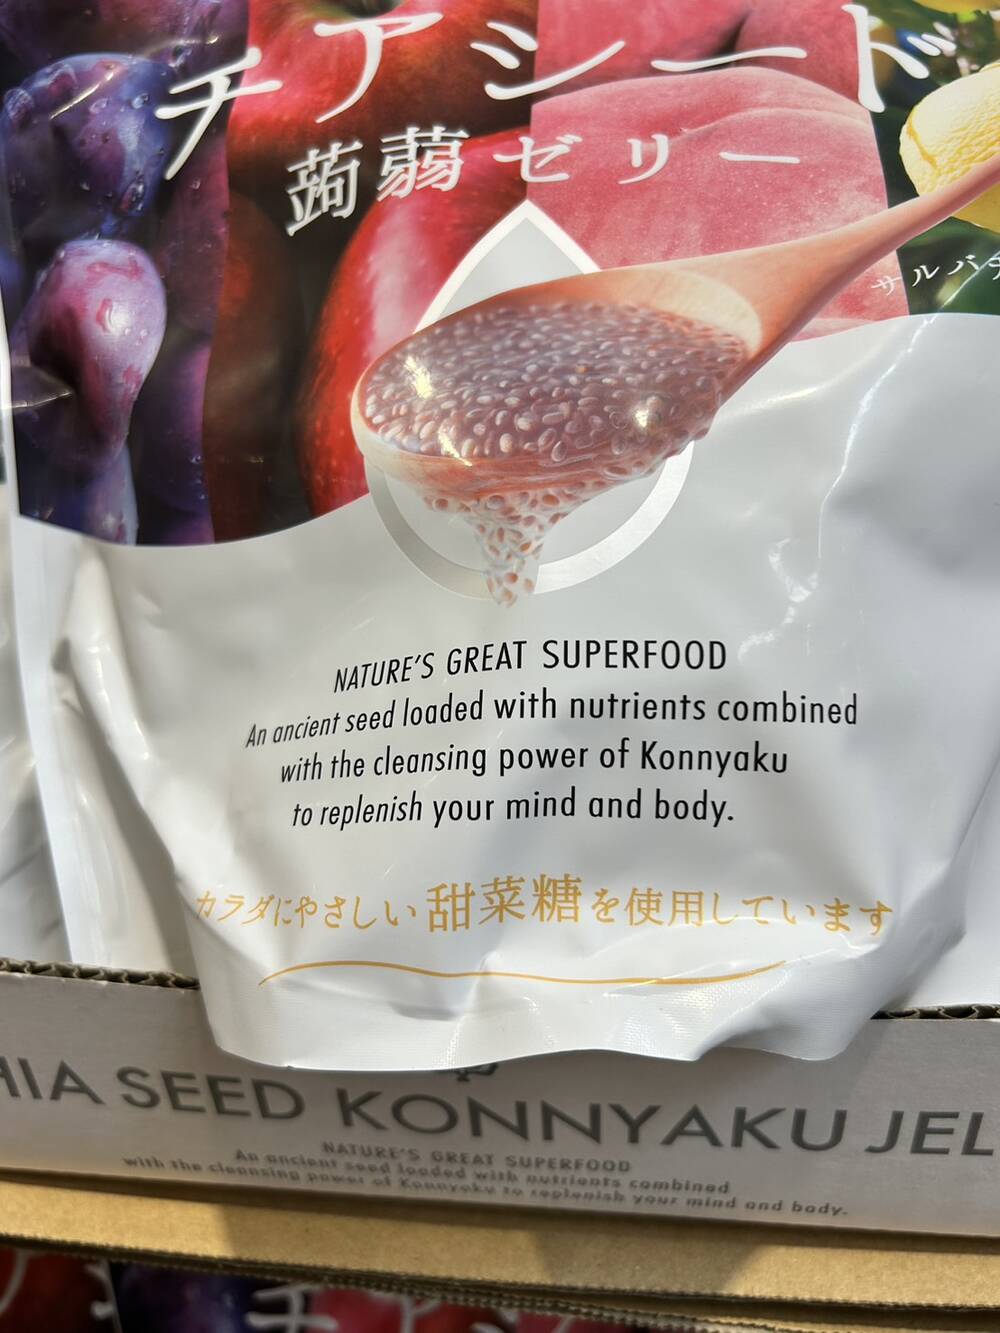 チアシード
蒟蒻ゼリー
サルバチ
NATURE'S GREAT SUPERFOOD
An ancient seed loaded with nutrients combined
with the cleansing power of Konnyaku
to replenish your mind and body.
カラダにやさしい甜菜糖を使用しています
HIA SEED KONNYAKU JEL
NATURE'S GREAT SUPERFOOD
An ancient seed loaded with nutrients combined
with the cleansing power of Konnyaku to replenish your mind and body.